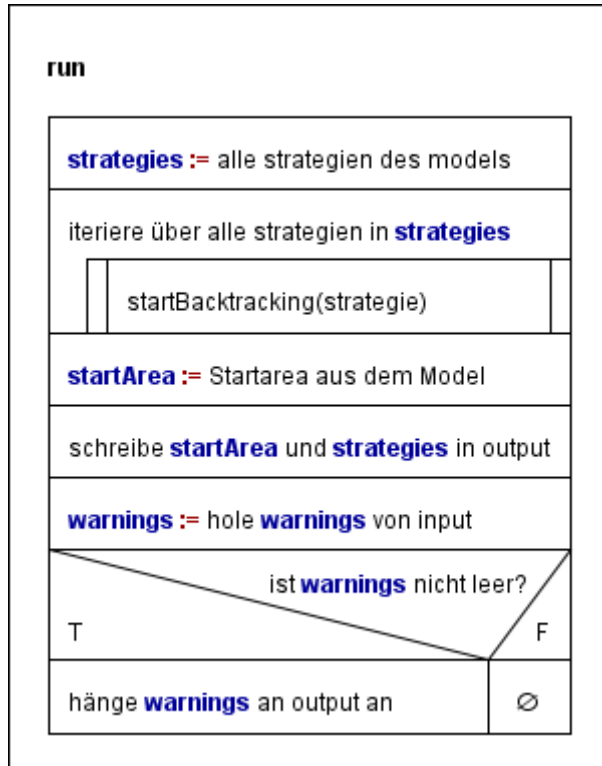 run
strategies := alle strategien des models
iteriere über alle strategien in strategies
startBacktracking(strategie)
startArea := Startarea aus dem Model
schreibe startArea und strategies in output
warnings := hole warnings von input
ist warnings nicht leer?
T F
hänge warnings an output an ∅